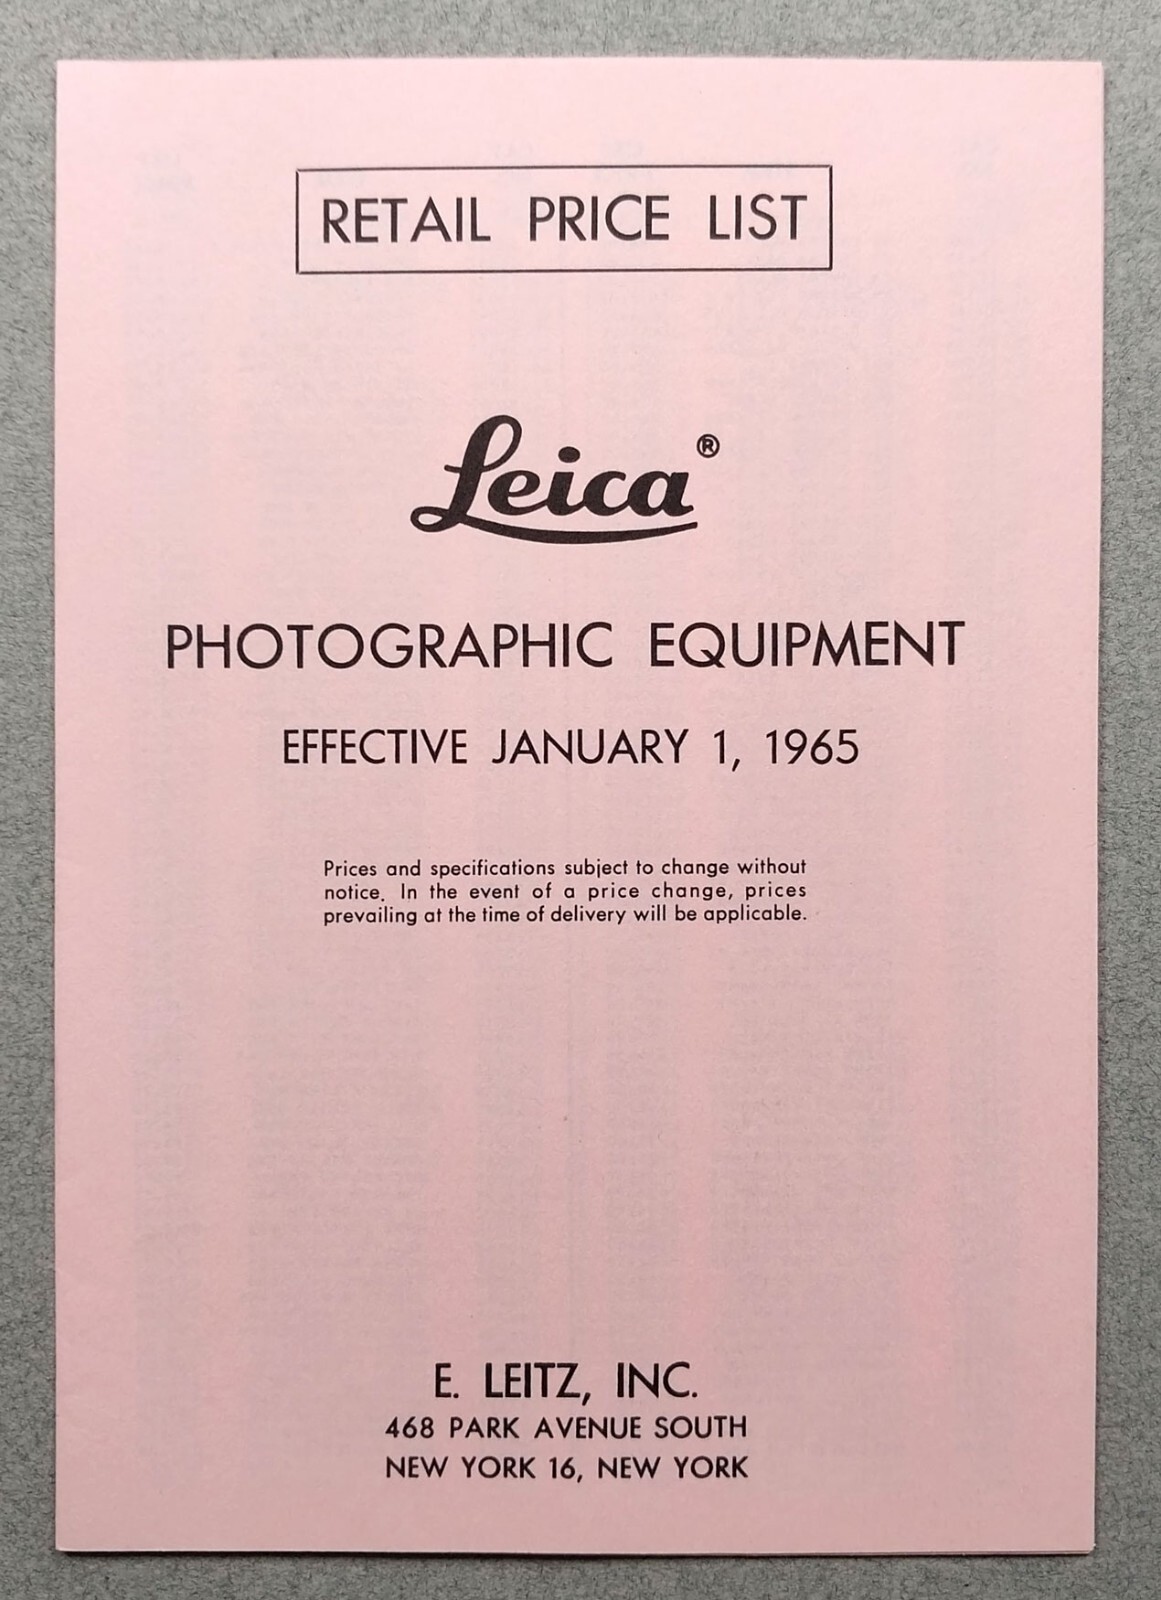 RETAIL PRICE LIST
Leica®
PHOTOGRAPHIC EQUIPMENT
EFFECTIVE JANUARY 1, 1965
Prices and specifications subject to change without
notice. In the event of a price change, prices
prevailing at the time of delivery will be applicable.
E. LEITZ, INC.
468 PARK AVENUE SOUTH
NEW YORK 16, NEW YORK